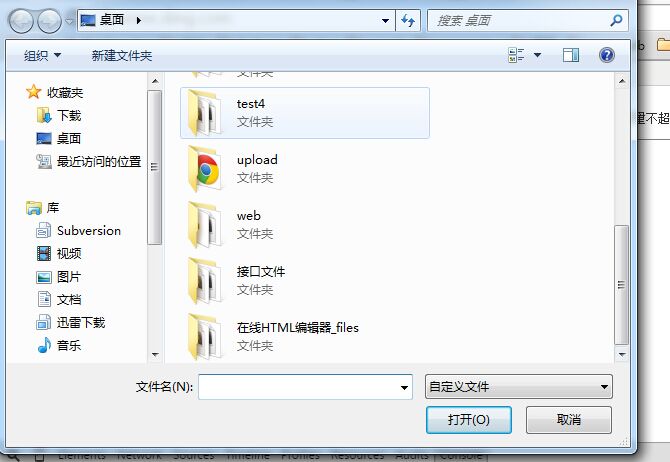 桌面
搜索 桌面
组织
新建文件夹
收藏夹
下载
桌面
最近访问的位置
库
Subversion
视频
图片
文档
迅雷下载
音乐
test4
文件夹
upload
文件夹
web
文件夹
接口文件
文件夹
在线HTML编辑器_files
文件夹
文件名(N):
自定义文件
打开(O)
取消
不超
Elements Network Sources Timeline Profiles Resources Audits Console